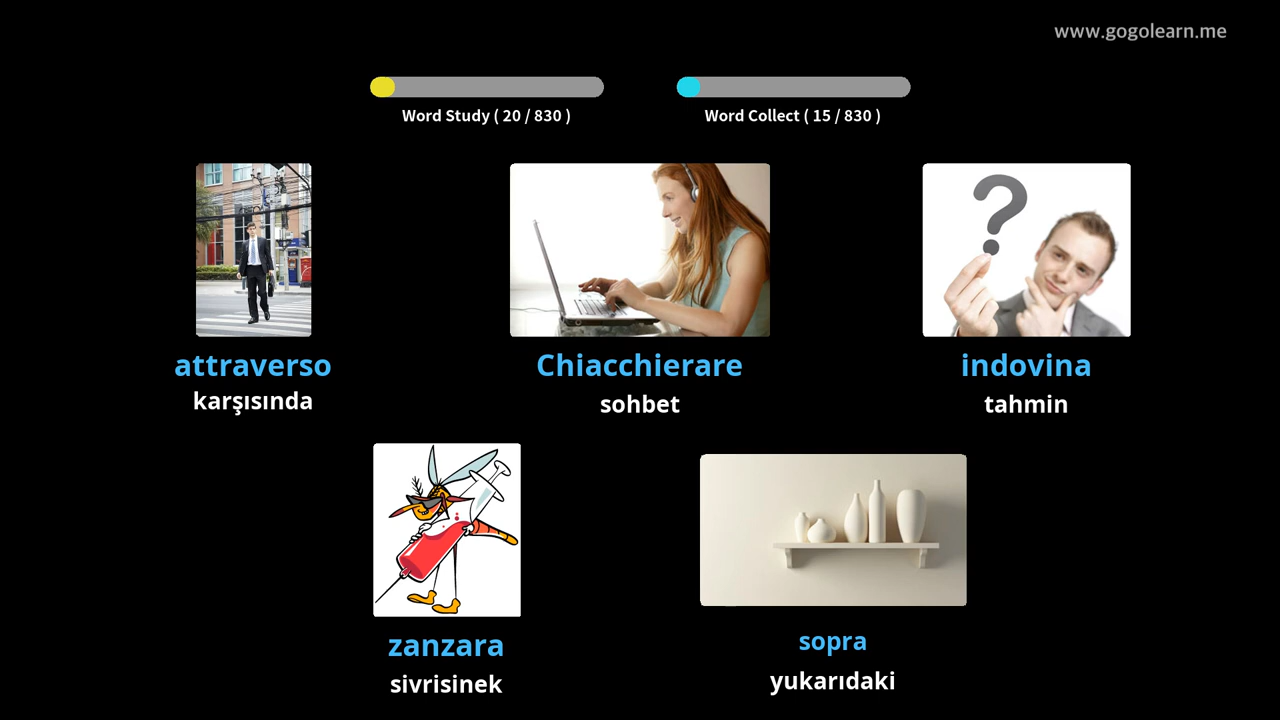 www.gogolearn.me
Word Study ( 20 / 830 )
Word Collect ( 15 / 830 )
attraverso
karşısında
Chiacchierare
sohbet
indovina
tahmin
zanzara
sivrisinek
sopra
yukarıdaki